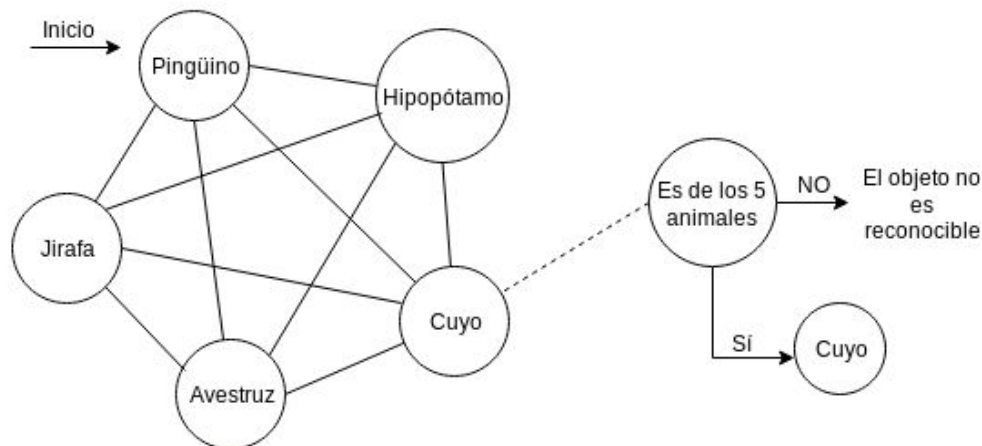 Inicio
Pingüino
Hipopótamo
Jirafa
Cuyo
Avestruz
Es de los 5
animales
NO
El objeto no
es
reconocible
Sí
Cuyo